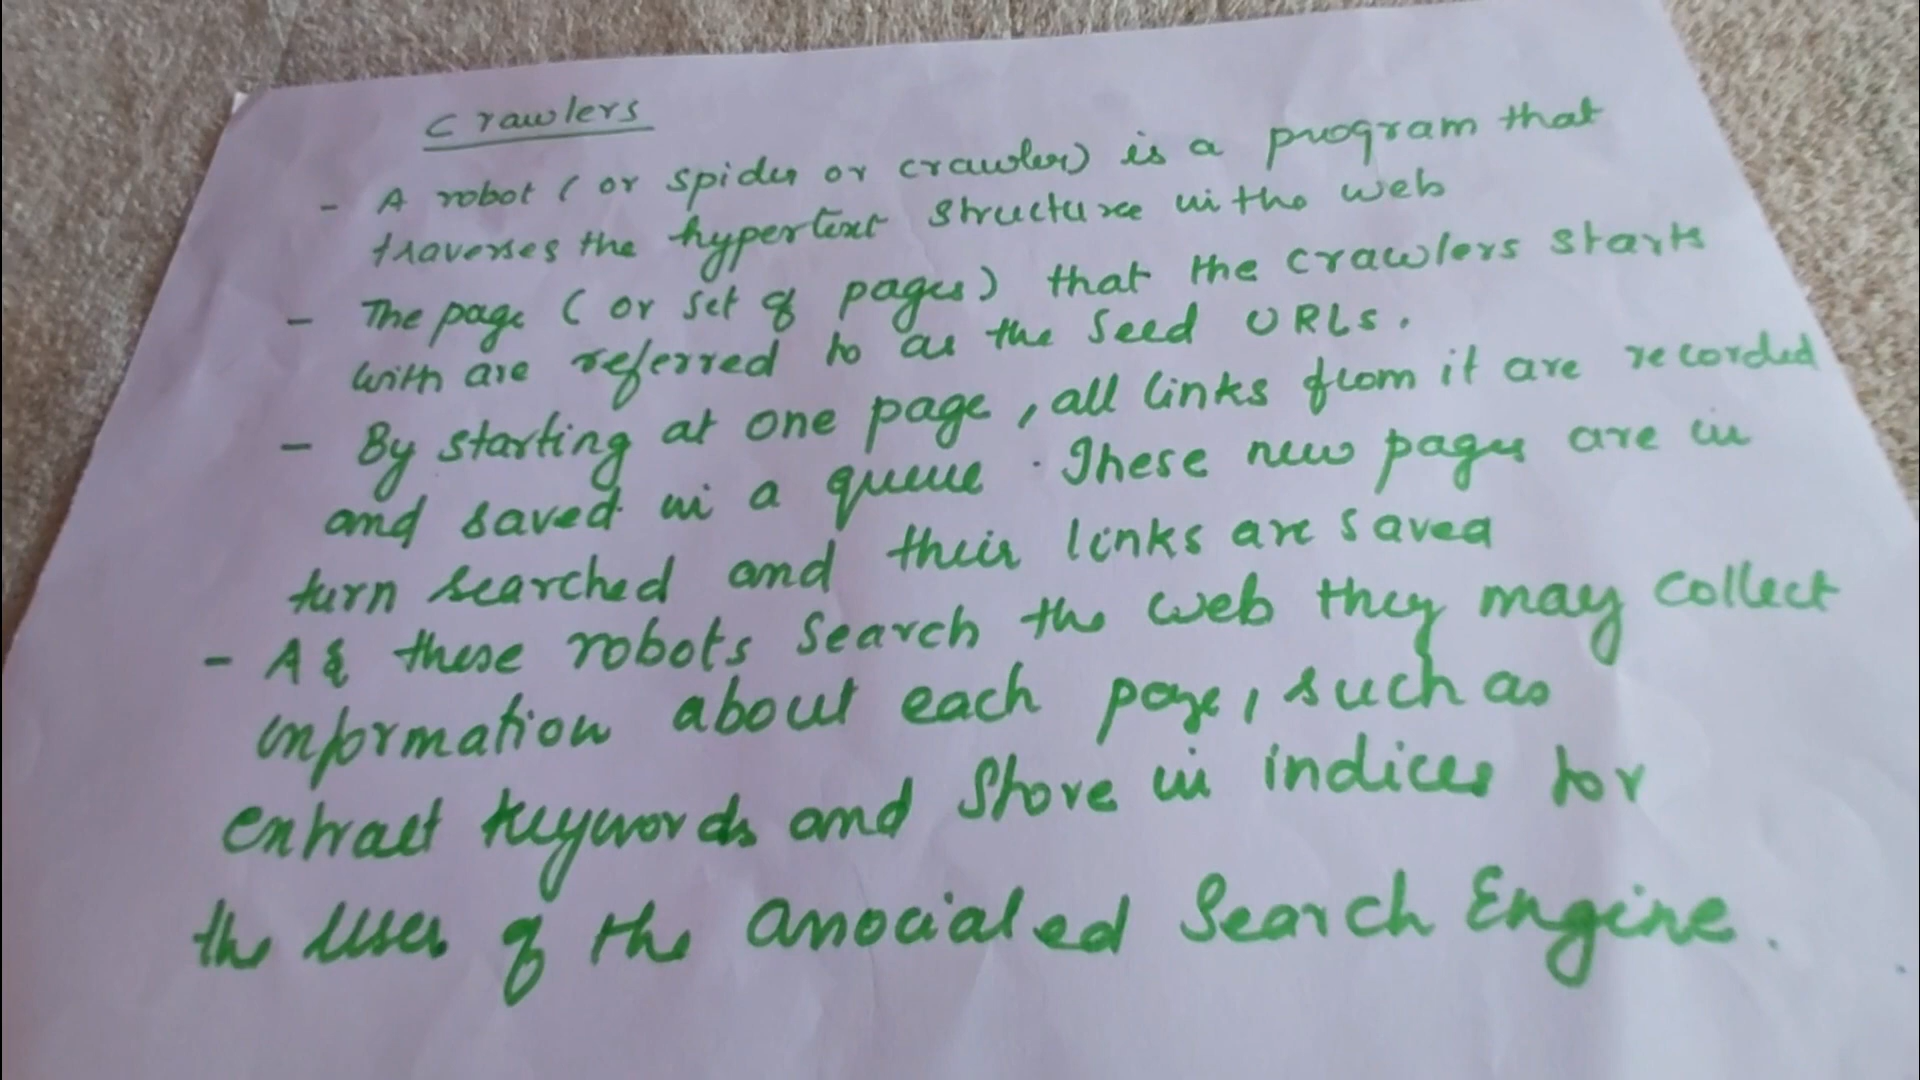 Crawlers
- A robot (or spider or crawler) is a program that
traverses the hypertext structure in the web
- The page (or set of pages) that the crawlers starts
with are referred to as the Seed URLs.
- By starting at one page, all links from it are recorded
and saved in a queue. These new pages are in
turn searched and their links are saved
- As these robots search the web they may collect
information about each page, such as
extract keywords and store in indices for
the users of the associated Search Engine.